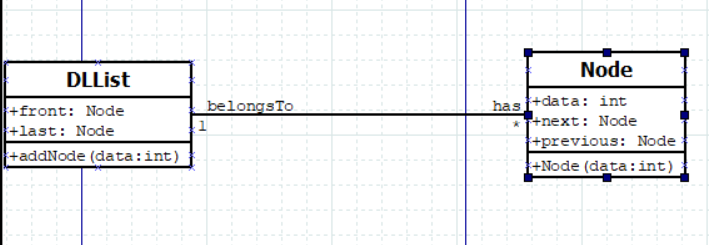 DLList
+front: Node
+last: Node
+addNode(data:int)
belongsTo
1
has
*
Node
+data: int
+next: Node
+previous: Node
+Node(data:int)